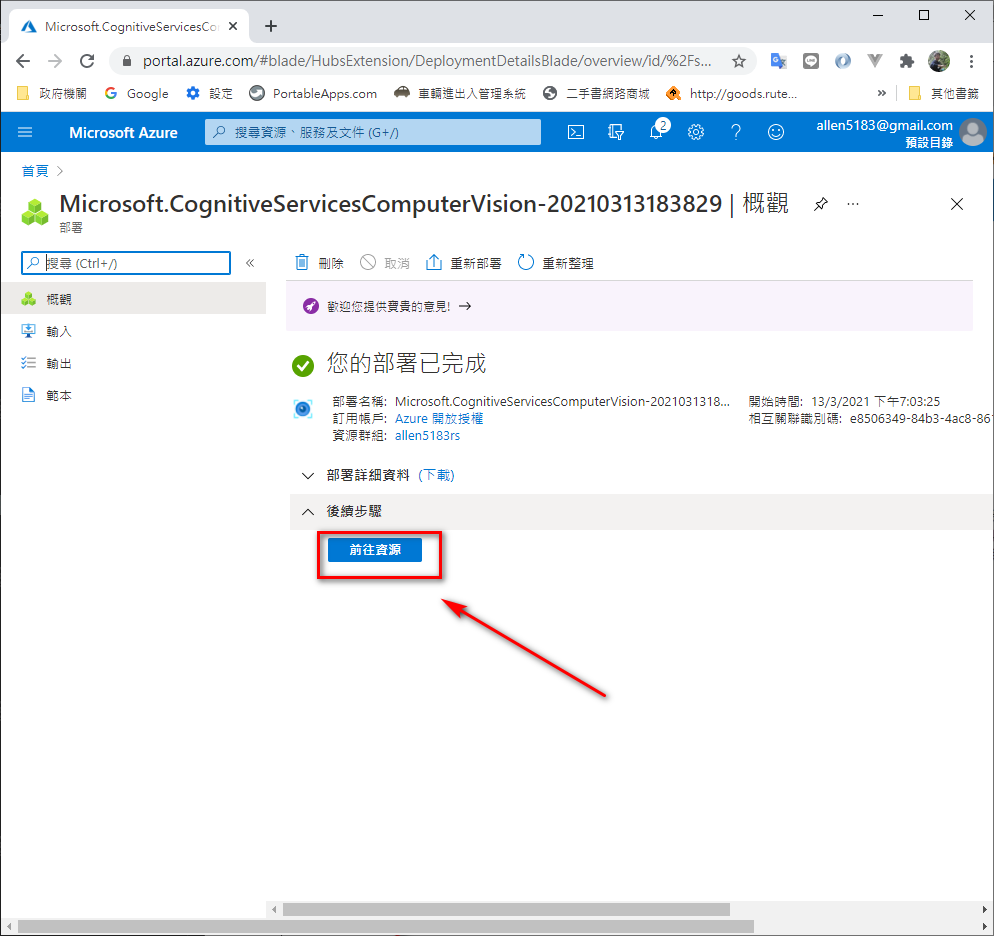 Microsoft.CognitiveServicesCo
portal.azure.com/#blade/HubsExtension/DeploymentDetailsBlade/overview/id/%2Fs...
政府機關 Google 設定 PortableApps.com 車輛進出入管理系統 二手書網路商城 http://goods.rute... » 其他書籤
Microsoft Azure 搜尋資源、服務及文件 (G+/) 2 allen5183@gmail.com
預設目錄
首頁
Microsoft.CognitiveServicesComputerVision-20210313183829 | 概觀 ...
部署
搜尋 (Ctrl+/) «
刪除 取消 重新部署 重新整理
概觀
輸入
輸出
範本
歡迎您提供寶貴的意見! →
您的部署已完成
部署名稱: Microsoft.CognitiveServicesComputerVision-2021031318... 開始時間: 13/3/2021 下午7:03:25
訂用帳戶: Azure 開放授權 相互關聯識別碼: e8506349-84b3-4ac8-861
資源群組: allen5183rs
部署詳細資料 (下載)
後續步驟
前往資源